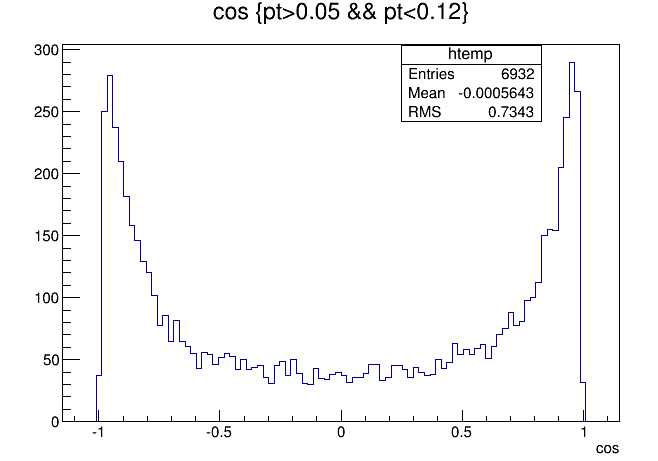 cos {pt>0.05 && pt<0.12}
htemp
Entries 6932
Mean -0.0005643
RMS 0.7343
300
250
200
150
100
50
0
-1 -0.5 0 0.5 1
cos